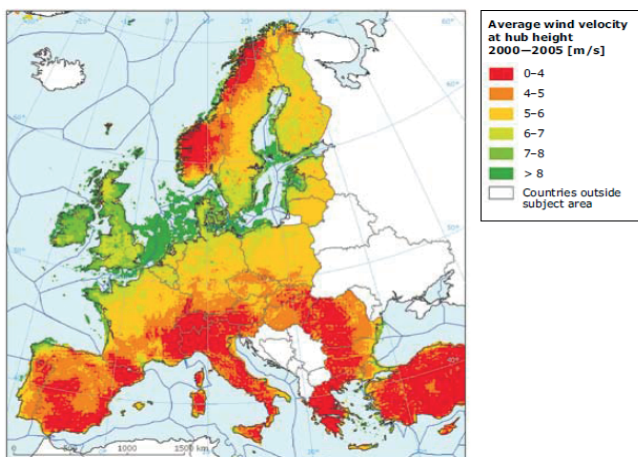 Average wind velocity
at hub height
2000—2005 [m/s]
0–4
4–5
5–6
6–7
7–8
> 8
Countries outside
subject area
0
1000
1500 km